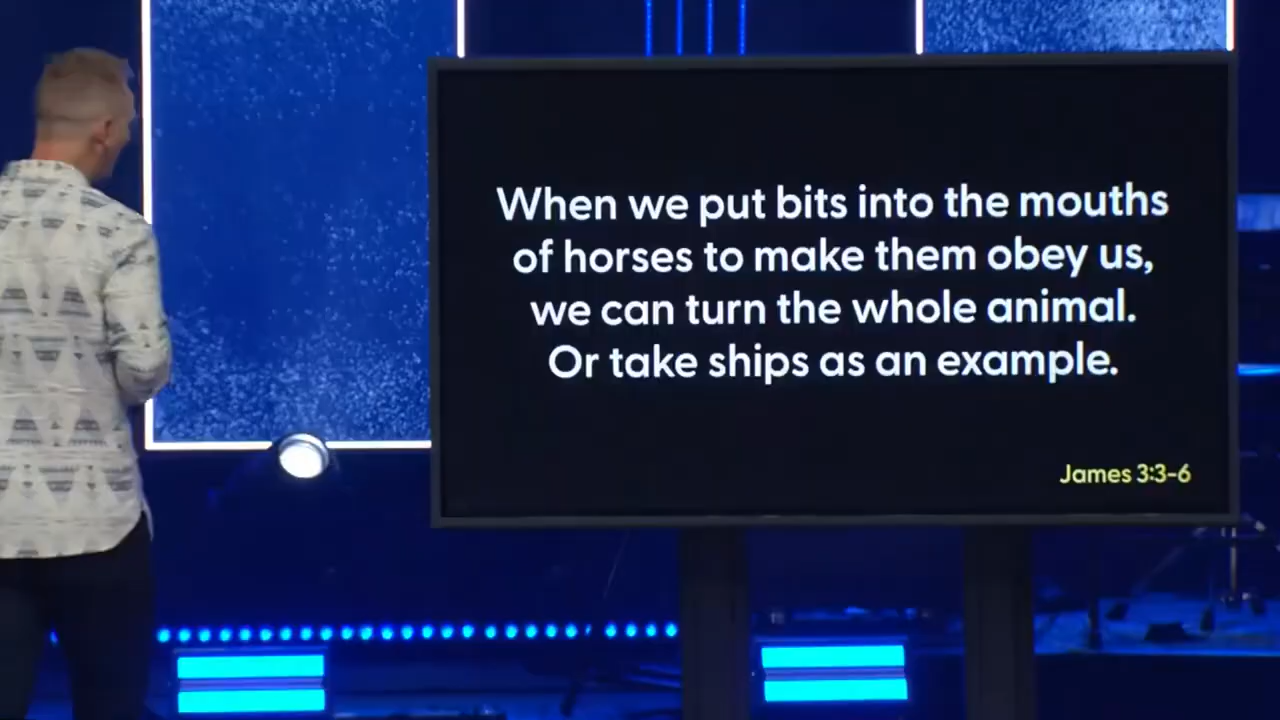 When we put bits into the mouths
of horses to make them obey us,
we can turn the whole animal.
Or take ships as an example.
James 3:3-6